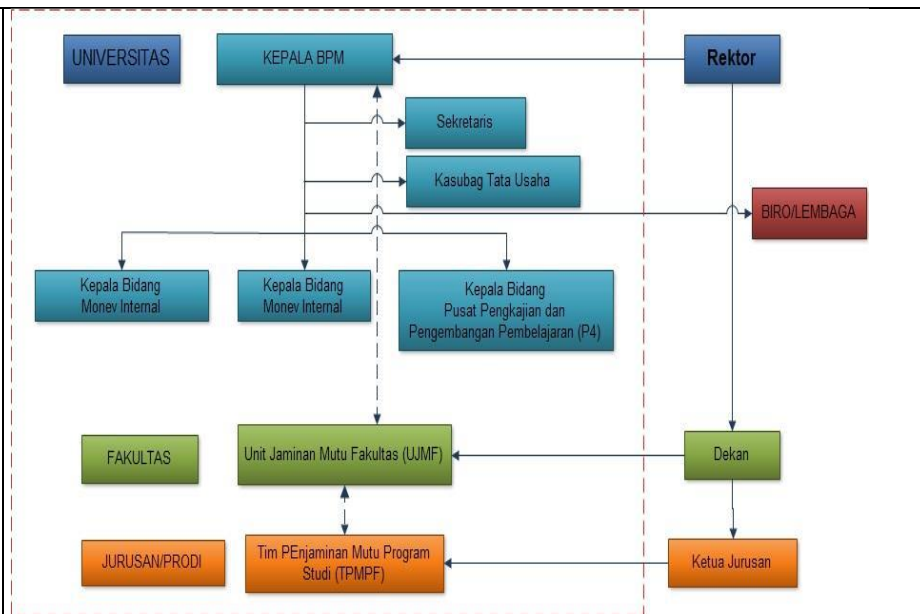 UNIVERSITAS
KEPALA BPM
Rektor
Sekretaris
Kasubag Tata Usaha
BIRO/LEMBAGA
Kepala Bidang
Monev Internal
Kepala Bidang
Monev Internal
Kepala Bidang
Pusat Pengkajian dan
Pengembangan Pembelajaran (P4)
FAKULTAS
Unit Jaminan Mutu Fakultas (UJMF)
Dekan
JURUSAN/PRODI
Tim PEnjaminan Mutu Program
Studi (TPMPF)
Ketua Jurusan